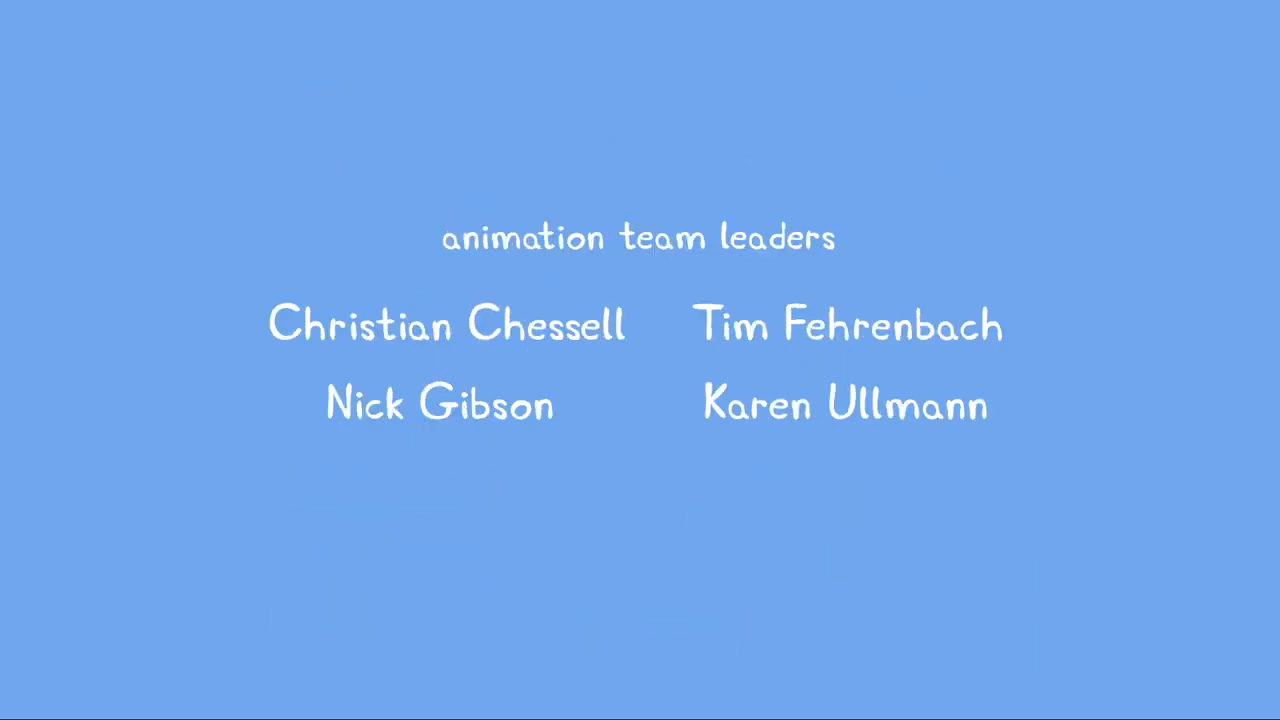 animation team leaders
Christian Chessell Tim Fehrenbach
Nick Gibson Karen Ullmann